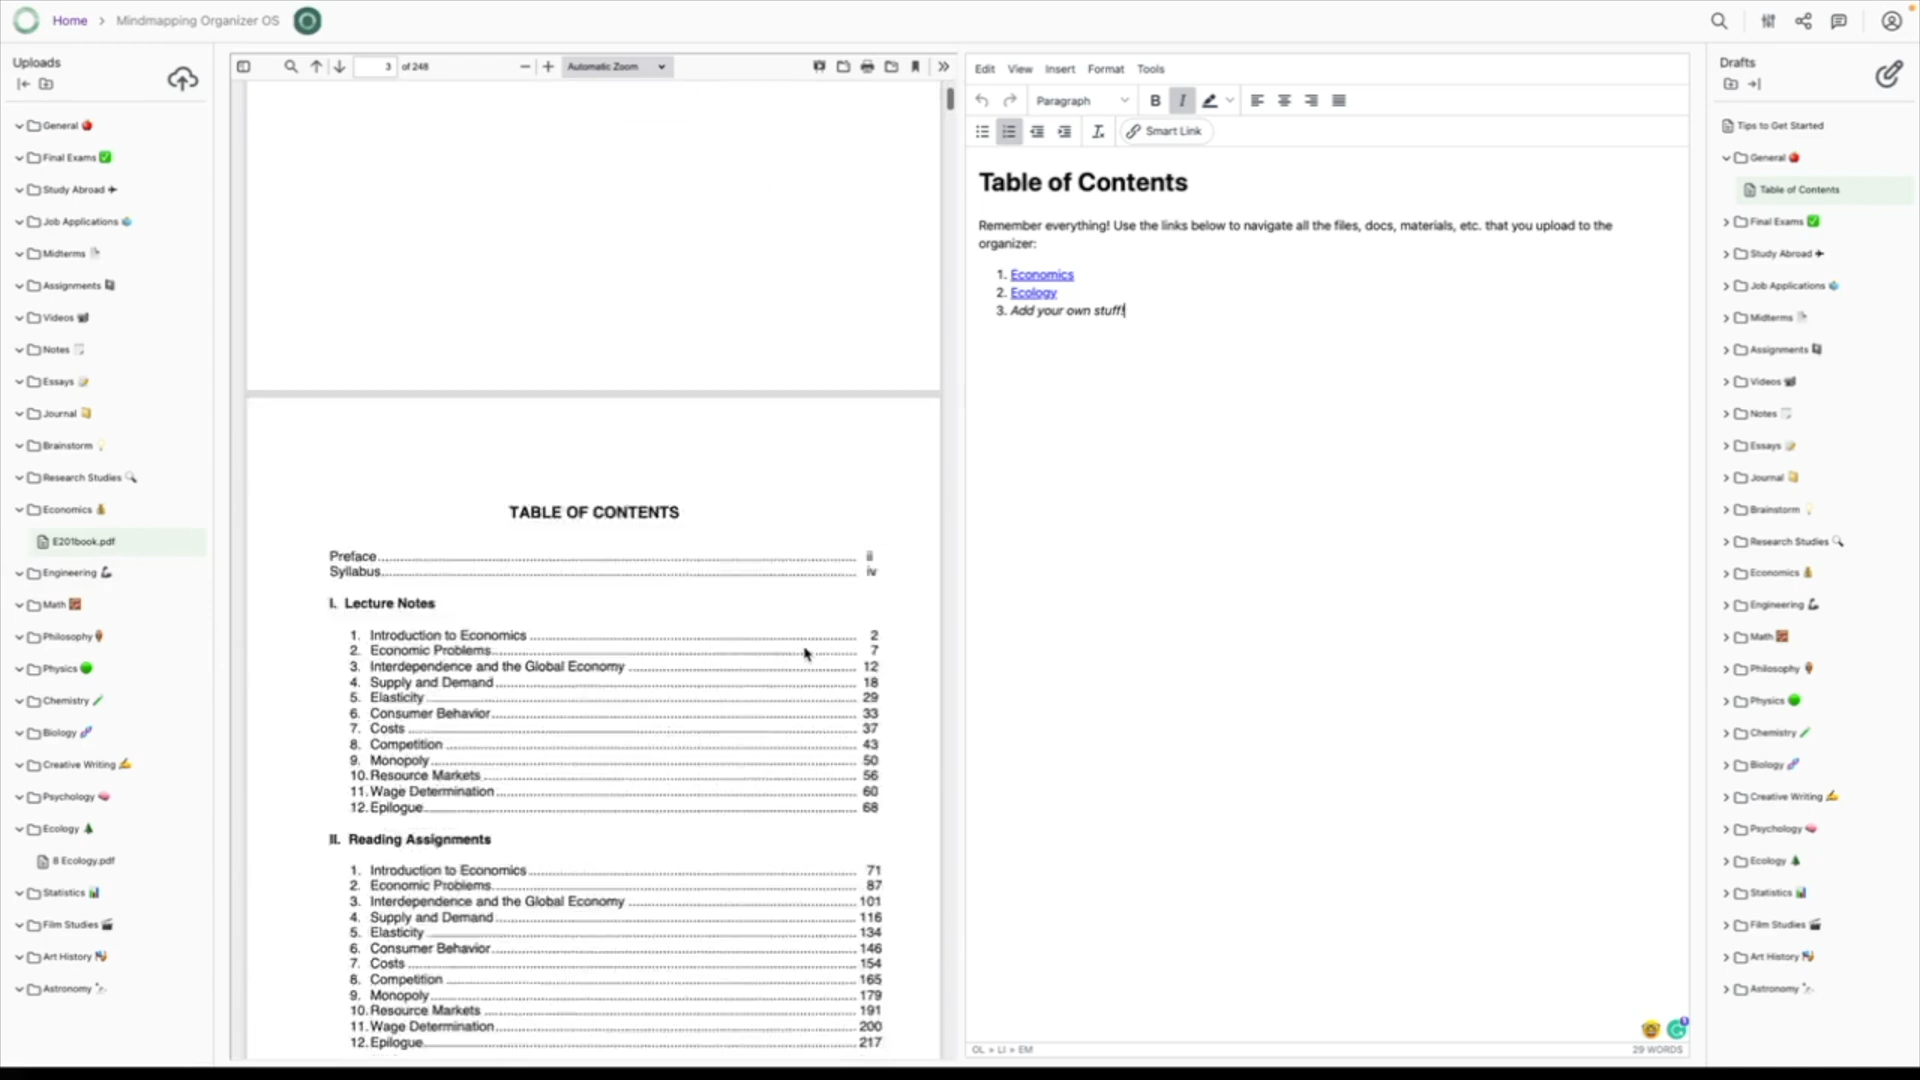 Home > Mindmapping Organizer OS
Uploads
General
Final Exams
Study Abroad
Job Applications
Midterms
Assignments
Videos
Notes
Essays
Journal
Brainstorm
Research Studies
Economics
E201book.pdf
Engineering
Math
Philosophy
Physics
Chemistry
Biology
Creative Writing
Psychology
Ecology
8 Ecology.pdf
Statistics
Film Studies
Art History
Astronomy
3 of 248
Automatic Zoom
TABLE OF CONTENTS
Preface ii
Syllabus iv
I. Lecture Notes
1. Introduction to Economics 2
2. Economic Problems 7
3. Interdependence and the Global Economy 12
4. Supply and Demand 18
5. Elasticity 29
6. Consumer Behavior 33
7. Costs 37
8. Competition 43
9. Monopoly 50
10. Resource Markets 56
11. Wage Determination 60
12. Epilogue 68
II. Reading Assignments
1. Introduction to Economics 71
2. Economic Problems 87
3. Interdependence and the Global Economy 101
4. Supply and Demand 116
5. Elasticity 134
6. Consumer Behavior 146
7. Costs 154
8. Competition 165
9. Monopoly 179
10. Resource Markets 191
11. Wage Determination 200
12. Epilogue 217
Edit View Insert Format Tools
Paragraph B I
Smart Link
Table of Contents
Remember everything! Use the links below to navigate all the files, docs, materials, etc. that you upload to the
organizer:
1. Economics
2. Ecology
3. Add your own stuff!
OL » LI » EM
29 WORDS
Drafts
Tips to Get Started
General
Table of Contents
Final Exams
Study Abroad
Job Applications
Midterms
Assignments
Videos
Notes
Essays
Journal
Brainstorm
Research Studies
Economics
Engineering
Math
Philosophy
Physics
Chemistry
Biology
Creative Writing
Psychology
Ecology
Statistics
Film Studies
Art History
Astronomy